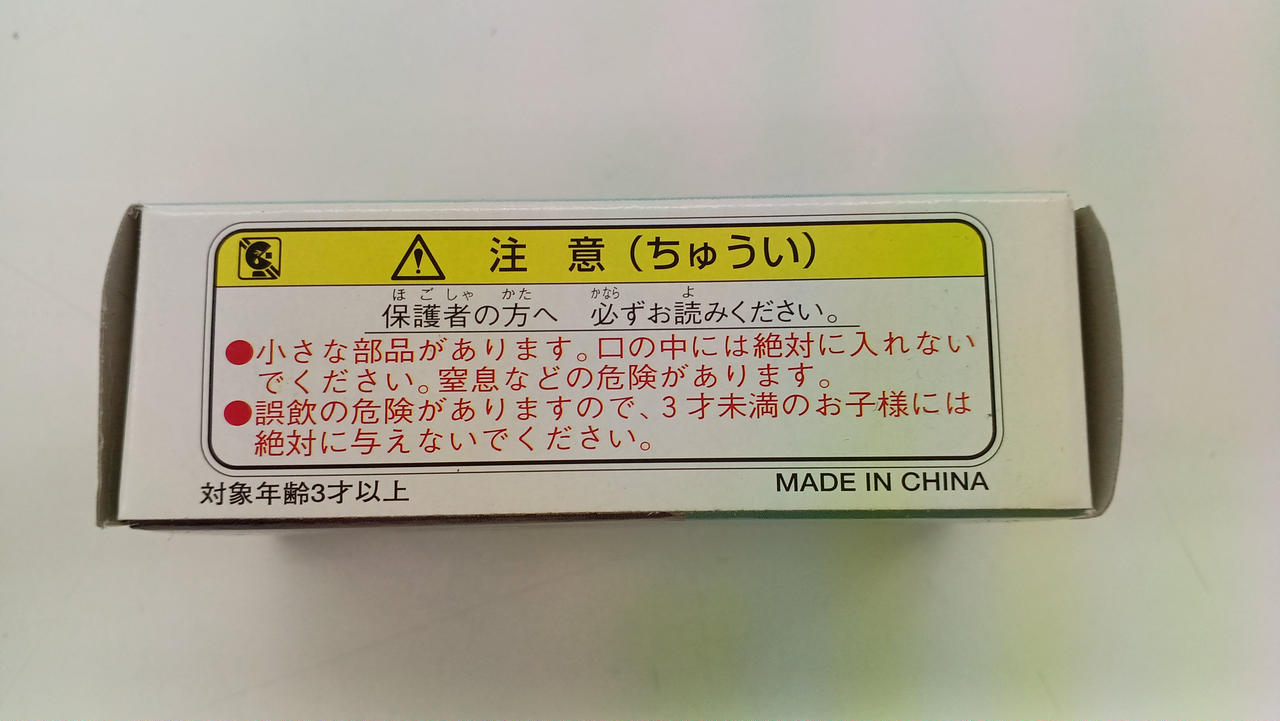 注 意(ちゅうい)
ほ ご しゃ かた かなら よ
保護者の方へ 必ずお読みください。
●小さな部品があります。口の中には絶対に入れない
でください。窒息などの危険があります。
●誤飲の危険がありますので、3才未満のお子様には
絶対に与えないでください。
対象年齢3才以上
MADE IN CHINA